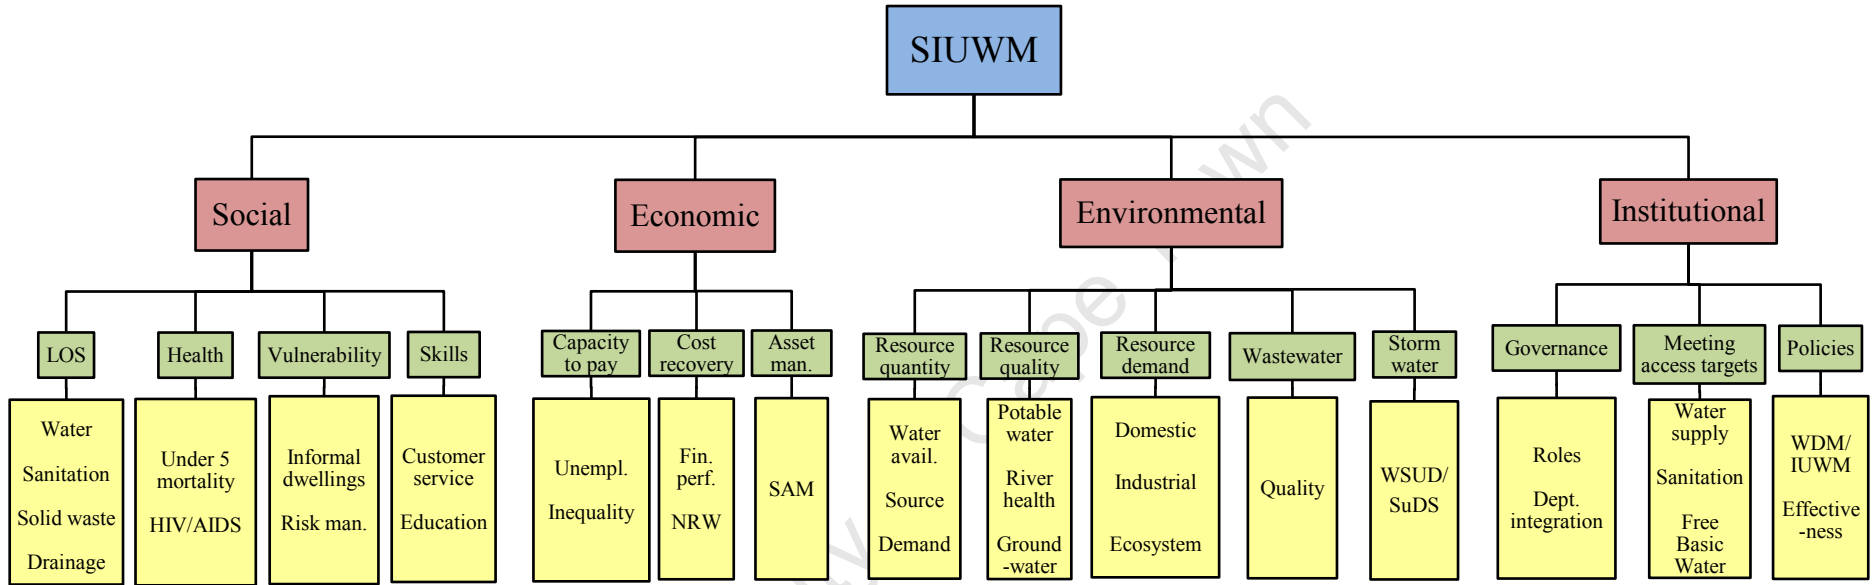 SIUWM
Social
Economic
Environmental
Institutional
LOS
Health
Vulnerability
Skills
Capacity
to pay
Cost
recovery
Asset
man.
Resource
quantity
Resource
quality
Resource
demand
Wastewater
Storm
water
Governance
Meeting
access targets
Policies
Water
Sanitation
Solid waste
Drainage
Under 5
mortality
HIV/AIDS
Informal
dwellings
Risk man.
Customer
service
Education
Unempl.
Inequality
Fin.
perf.
NRW
SAM
Water
avail.
Source
Demand
Potable
water
River
health
Ground
-water
Domestic
Industrial
Ecosystem
Quality
WSUD/
SuDS
Roles
Dept.
integration
Water
supply
Sanitation
Free
Basic
Water
WDM/
IUWM
Effective
-ness